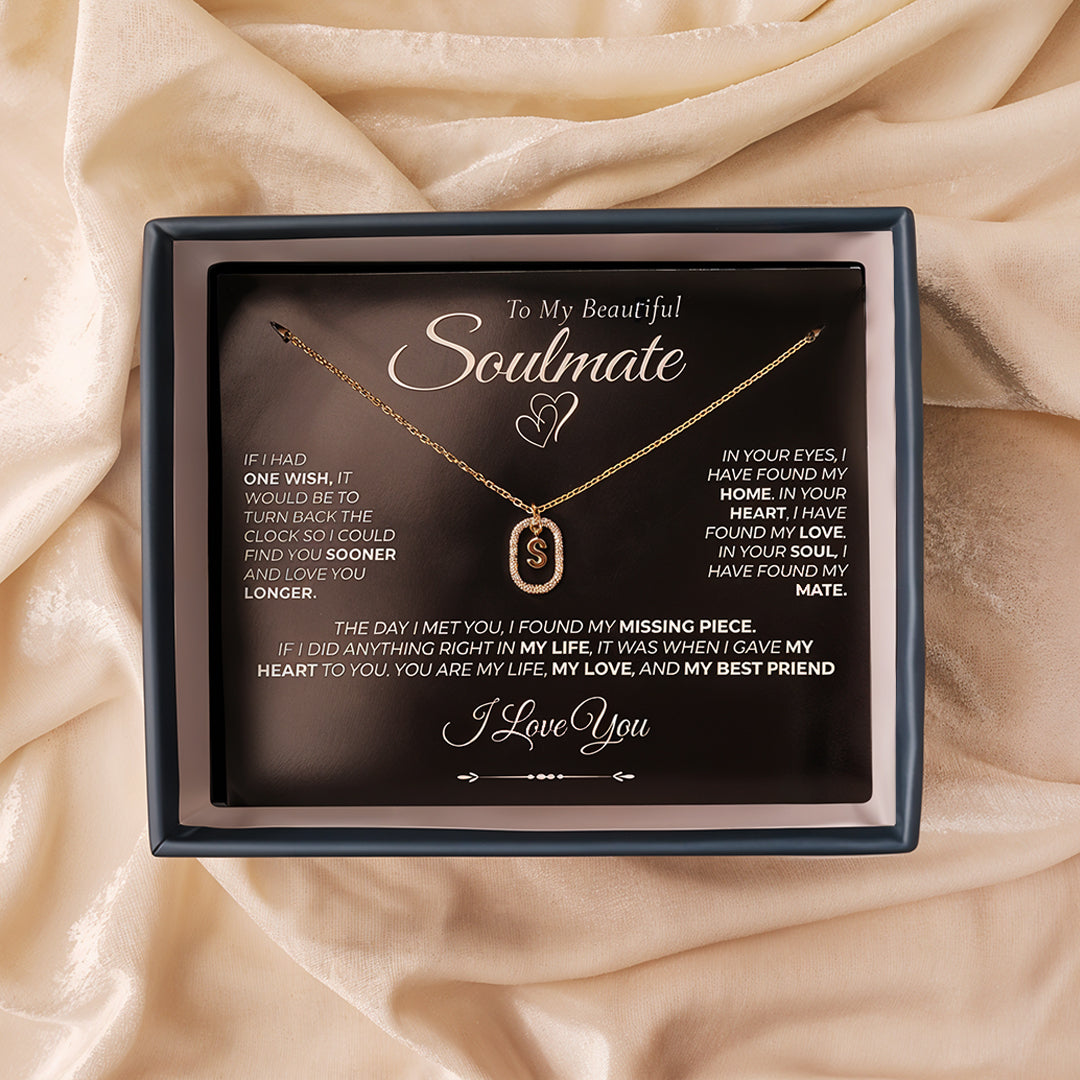 To My Beautiful
Soulmate
IF I HAD
ONE WISH, IT
WOULD BE TO
TURN BACK THE
CLOCK SO I COULD
FIND YOU SOONER
AND LOVE YOU
LONGER.
IN YOUR EYES, I
HAVE FOUND MY
HOME. IN YOUR
HEART, I HAVE
FOUND MY LOVE.
IN YOUR SOUL, I
HAVE FOUND MY
MATE.
S
THE DAY I MET YOU, I FOUND MY MISSING PIECE.
IF I DID ANYTHING RIGHT IN MY LIFE, IT WAS WHEN I GAVE MY
HEART TO YOU. YOU ARE MY LIFE, MY LOVE, AND MY BEST FRIEND
I Love You